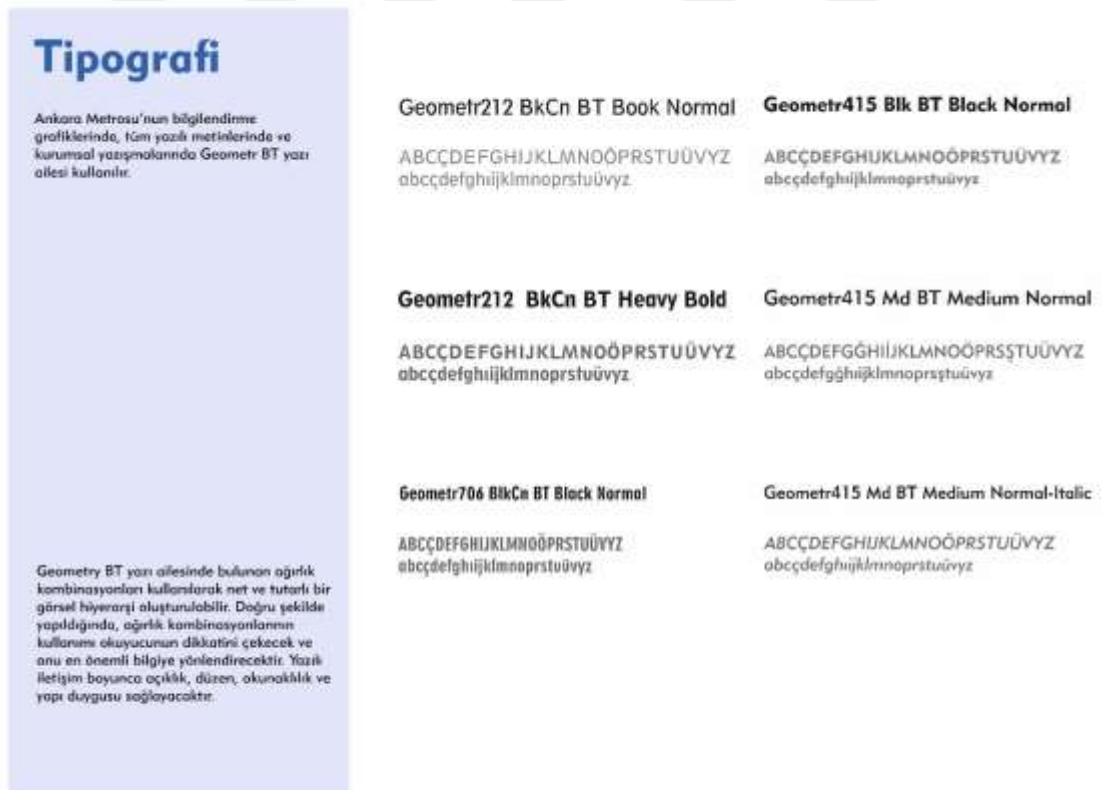 Tipografi
Ankara Metrosu'nun bilgilendirme
grafiklerinde, tüm yazılı metinlerinde ve
kurumsal yazışmalarında Geometr BT yazı
ailesi kullanılır.
Geometry BT yazı ailesinde bulunan ağırlık
kombinasyonları kullanılarak net ve tutarlı bir
görsel hiyerarşi oluşturulabilir. Doğru şekilde
yapıldığında, ağırlık kombinasyonlarının
kullanımı okuyucunun dikkatini çekecek ve
onu en önemli bilgiye yönlendirecektir. Yazılı
iletişim boyunca açıklık, düzen, okunaklılık ve
yapı duygusu sağlayacaktır.
Geometr212 BkCn BT Book Normal
ABCÇDEFGHIJKLMNOÖPRSTUÜVYZ
abcçdefghıijklmnoprstuüvyz
Geometr415 Blk BT Black Normal
ABCÇDEFGHIJKLMNOÖPRSTUÜVYZ
abcçdefghıijklmnoprstuüvyz
Geometr212 BkCn BT Heavy Bold
ABCÇDEFGHIJKLMNOÖPRSTUÜVYZ
abcçdefghıijklmnoprstuüvyz
Geometr415 Md BT Medium Normal
ABCÇDEFGĞHIİJKLMNOÖPRSŞTUÜVYZ
abcçdefgğhıijklmnoprsştuüvyz
Geometr706 BlkCn BT Black Normal
ABCÇDEFGHIJKLMNOÖPRSTUÜVYZ
abcçdefghıijklmnoprstuüvyz
Geometr415 Md BT Medium Normal-Italic
ABCÇDEFGHIJKLMNOÖPRSTUÜVYZ
abcçdefghıijklmnoprstuüvyz